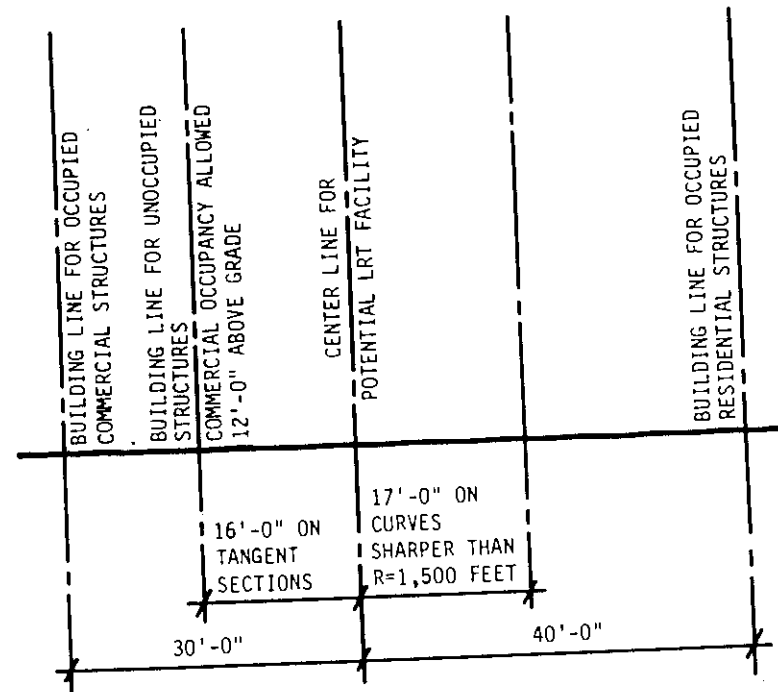 BUILDING LINE FOR OCCUPIED
COMMERCIAL STRUCTURES
BUILDING LINE FOR UNOCCUPIED
STRUCTURES
COMMERCIAL OCCUPANCY ALLOWED
12'-0" ABOVE GRADE
CENTER LINE FOR
POTENTIAL LRT FACILITY
BUILDING LINE FOR OCCUPIED
RESIDENTIAL STRUCTURES
16'-0" ON
TANGENT
SECTIONS
17'-0" ON
CURVES
SHARPER THAN
R=1,500 FEET
30'-0"
40'-0"